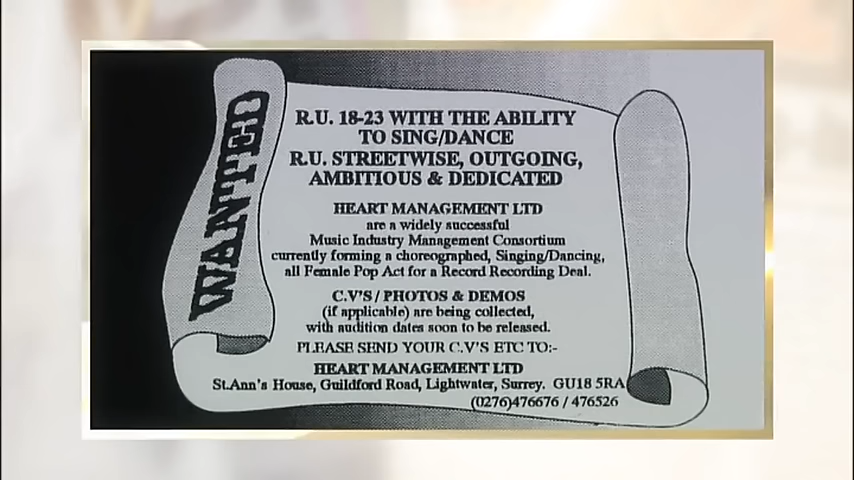 WANTED
R.U. 18-23 WITH THE ABILITY
TO SING/DANCE
R.U. STREETWISE, OUTGOING,
AMBITIOUS & DEDICATED
HEART MANAGEMENT LTD
are a widely successful
Music Industry Management Consortium
currently forming a choreographed, Singing/Dancing,
all Female Pop Act for a Record Recording Deal.
C.V'S / PHOTOS & DEMOS
(if applicable) are being collected,
with audition dates soon to be released.
PLEASE SEND YOUR C.V'S ETC TO:-
HEART MANAGEMENT LTD
St.Ann's House, Guildford Road, Lightwater, Surrey. GU18 5RA
(0276)476676 / 476526